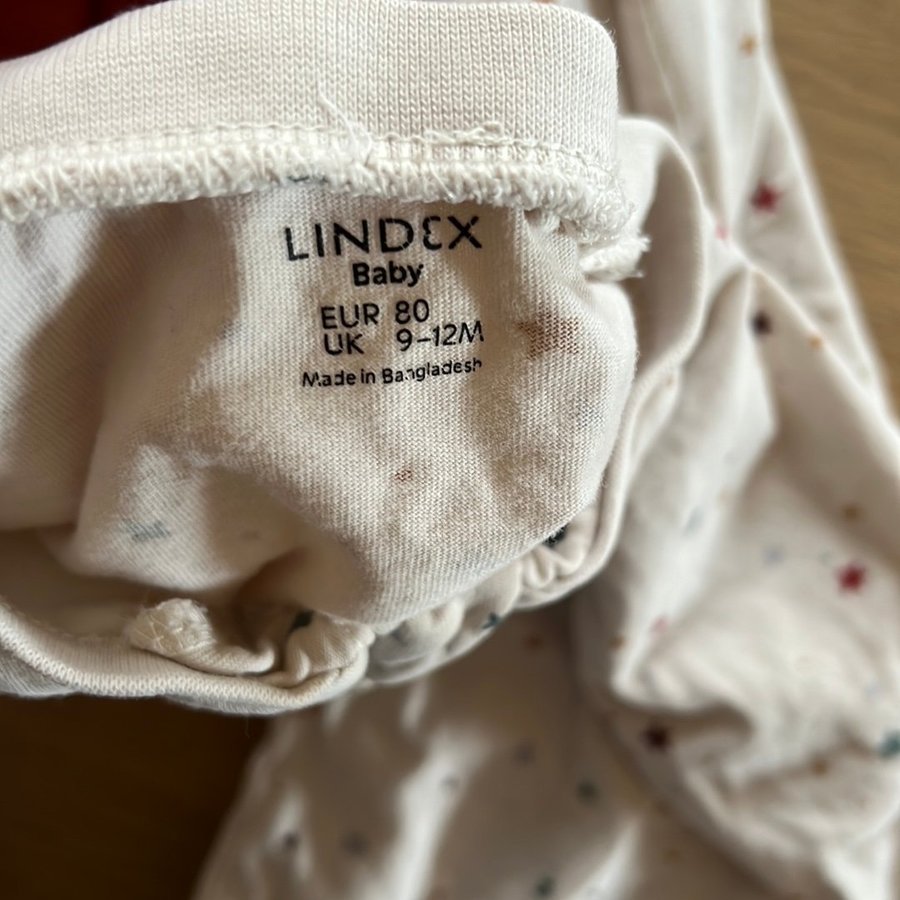 LINDEX
Baby
EUR 80
UK 9-12M
Made in Bangladesh